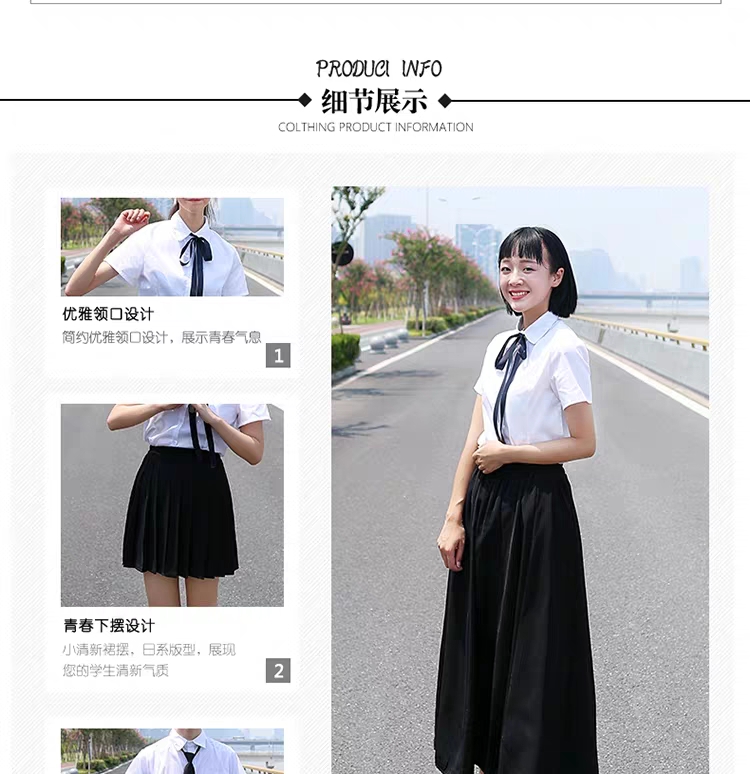 PRODUCI INFO
细节展示
COLTHING PRODUCT INFORMATION
优雅领口设计
简约优雅领口设计，展示青春气息
1
青春下摆设计
小清新裙摆，日系版型，展现
您的学生清新气质
2